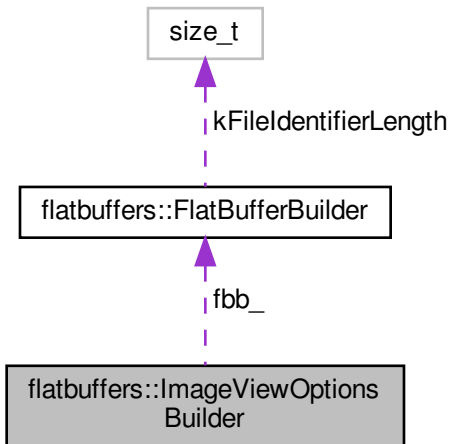 size_t
kFileIdentifierLength
flatbuffers::FlatBufferBuilder
fbb_
flatbuffers::ImageViewOptions
Builder